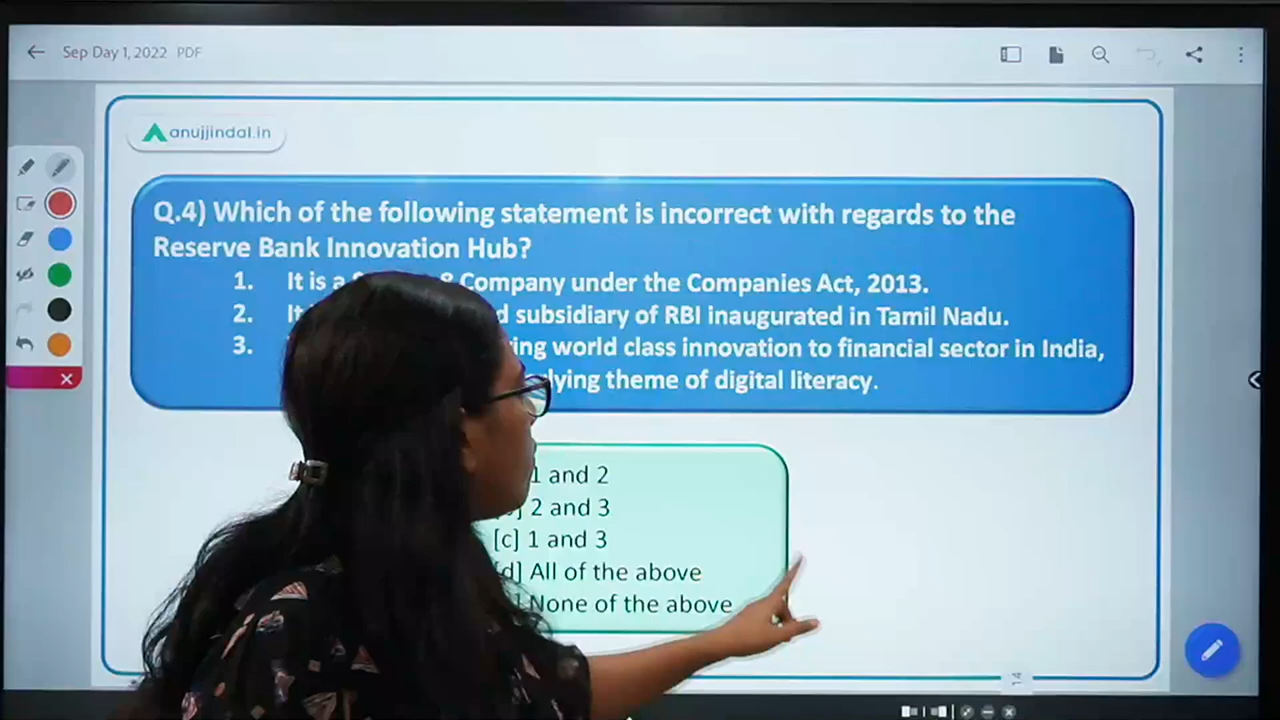 Sep Day 1, 2022 PDF
anujjindal.in
Q.4) Which of the following statement is incorrect with regards to the
Reserve Bank Innovation Hub?
1. It is a Company under the Companies Act, 2013.
2. subsidiary of RBI inaugurated in Tamil Nadu.
3. world class innovation to financial sector in India,
theme of digital literacy.
1 and 2
2 and 3
[c] 1 and 3
[d] All of the above
None of the above
14